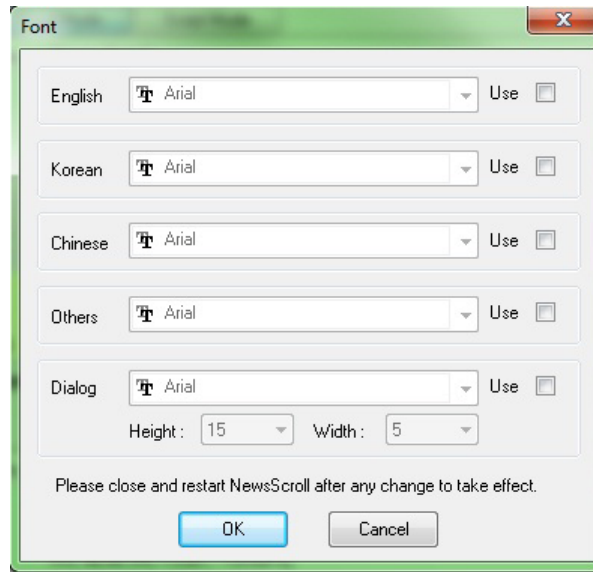 Font
English Arial Use
Korean Arial Use
Chinese Arial Use
Others Arial Use
Dialog Arial Use
Height : 15 Width : 5
Please close and restart NewsScroll after any change to take effect.
OK Cancel